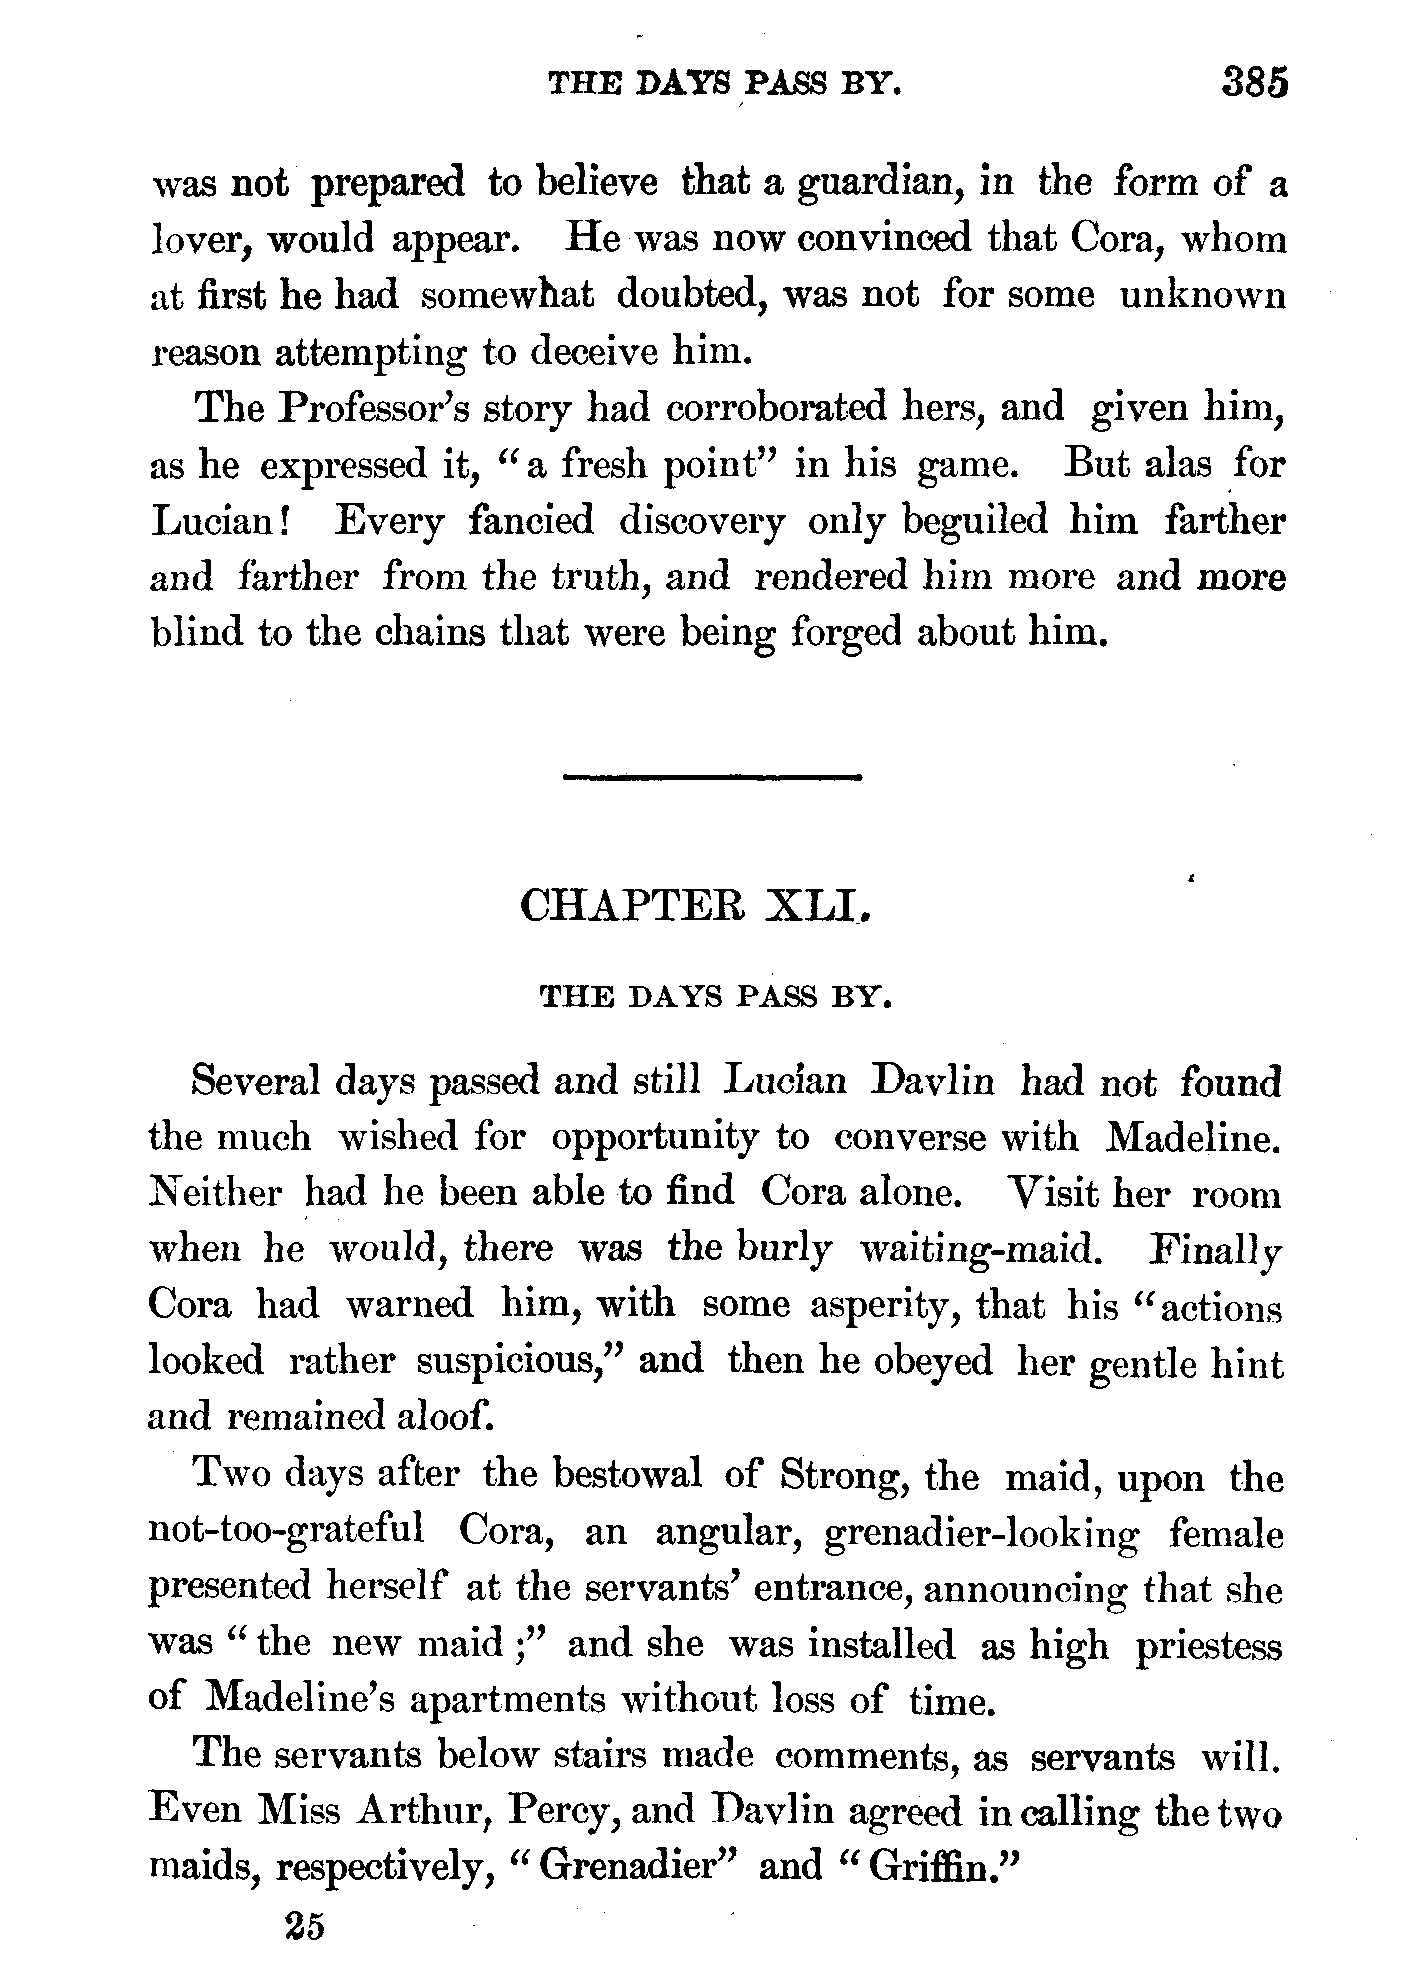 THE DAYS PASS BY. 385
was not prepared to believe that a guardian, in the form of a
lover, would appear. He was now convinced that Cora, whom
at first he had somewhat doubted, was not for some unknown
reason attempting to deceive him.
The Professor's story had corroborated hers, and given him,
as he expressed it, "a fresh point" in his game. But alas for
Lucian! Every fancied discovery only beguiled him farther
and farther from the truth, and rendered him more and more
blind to the chains that were being forged about him.
CHAPTER XLI.
THE DAYS PASS BY.
Several days passed and still Lucian Davlin had not found
the much wished for opportunity to converse with Madeline.
Neither had he been able to find Cora alone. Visit her room
when he would, there was the burly waiting-maid. Finally
Cora had warned him, with some asperity, that his "actions
looked rather suspicious," and then he obeyed her gentle hint
and remained aloof.
Two days after the bestowal of Strong, the maid, upon the
not-too-grateful Cora, an angular, grenadier-looking female
presented herself at the servants' entrance, announcing that she
was "the new maid;" and she was installed as high priestess
of Madeline's apartments without loss of time.
The servants below stairs made comments, as servants will.
Even Miss Arthur, Percy, and Davlin agreed in calling the two
maids, respectively, "Grenadier" and "Griffin."
25